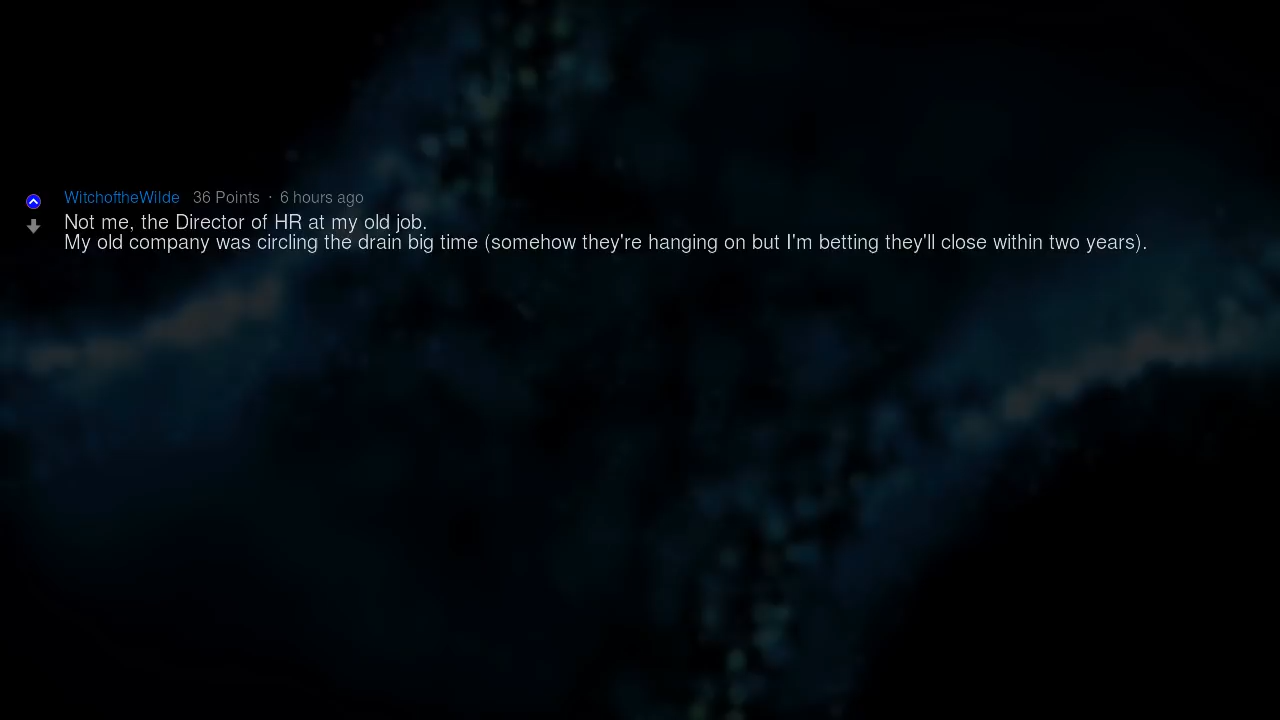 WitchoftheWilde 36 Points · 6 hours ago
Not me, the Director of HR at my old job.
My old company was circling the drain big time (somehow they're hanging on but I'm betting they'll close within two years).